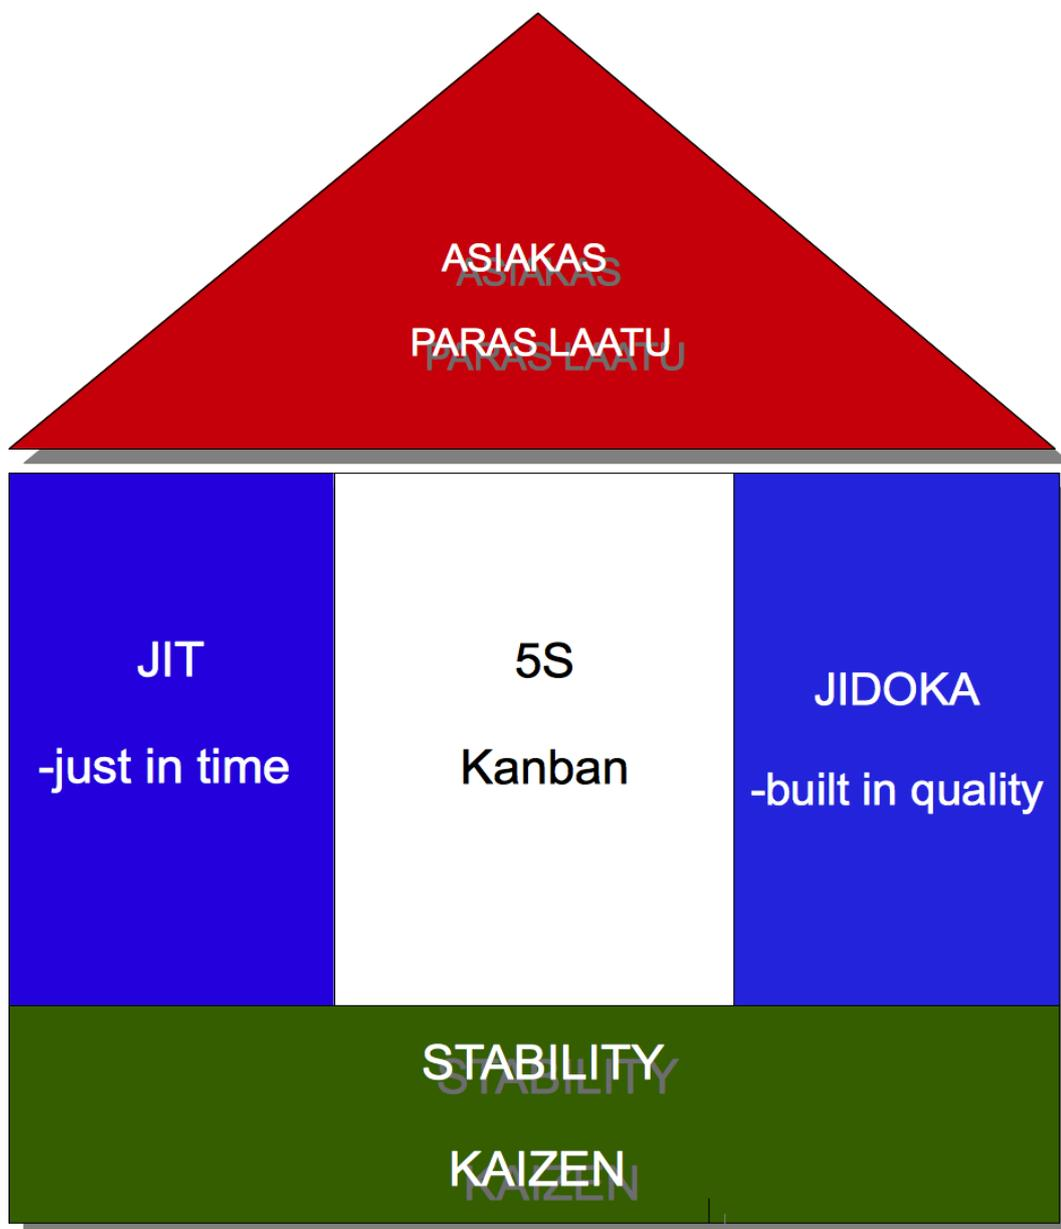 ASIAKAS
PARAS LAATU
JIT
-just in time
5S
Kanban
JIDOKA
-built in quality
STABILITY
KAIZEN